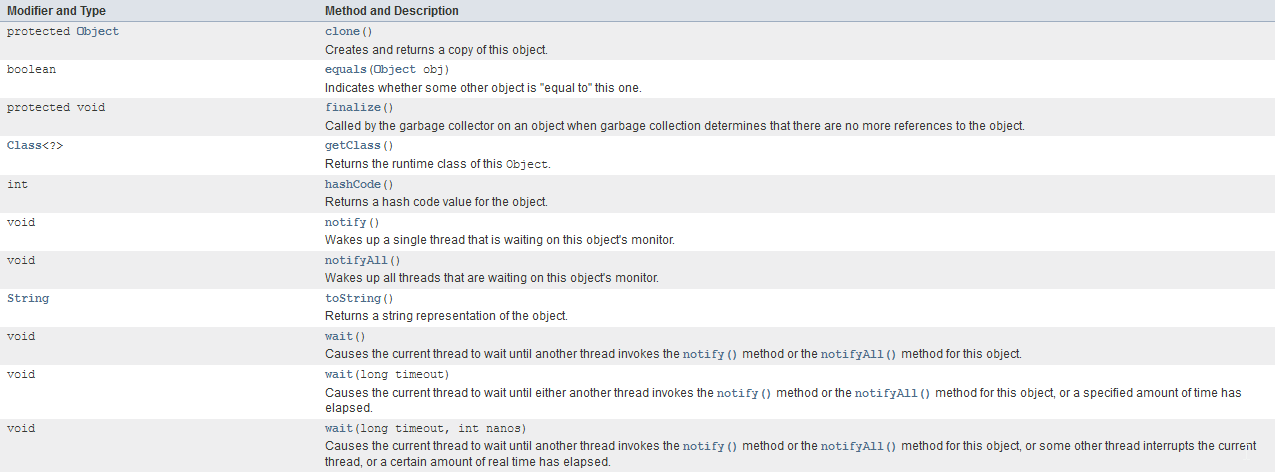 Modifier and Type Method and Description
protected Object clone()
Creates and returns a copy of this object.
boolean equals(Object obj)
Indicates whether some other object is "equal to" this one.
protected void finalize()
Called by the garbage collector on an object when garbage collection determines that there are no more references to the object.
Class<?> getClass()
Returns the runtime class of this Object.
int hashCode()
Returns a hash code value for the object.
void notify()
Wakes up a single thread that is waiting on this object's monitor.
void notifyAll()
Wakes up all threads that are waiting on this object's monitor.
String toString()
Returns a string representation of the object.
void wait()
Causes the current thread to wait until another thread invokes the notify() method or the notifyAll() method for this object.
void wait(long timeout)
Causes the current thread to wait until either another thread invokes the notify() method or the notifyAll() method for this object, or a specified amount of time has
elapsed.
void wait(long timeout, int nanos)
Causes the current thread to wait until another thread invokes the notify() method or the notifyAll() method for this object, or some other thread interrupts the current
thread, or a certain amount of real time has elapsed.